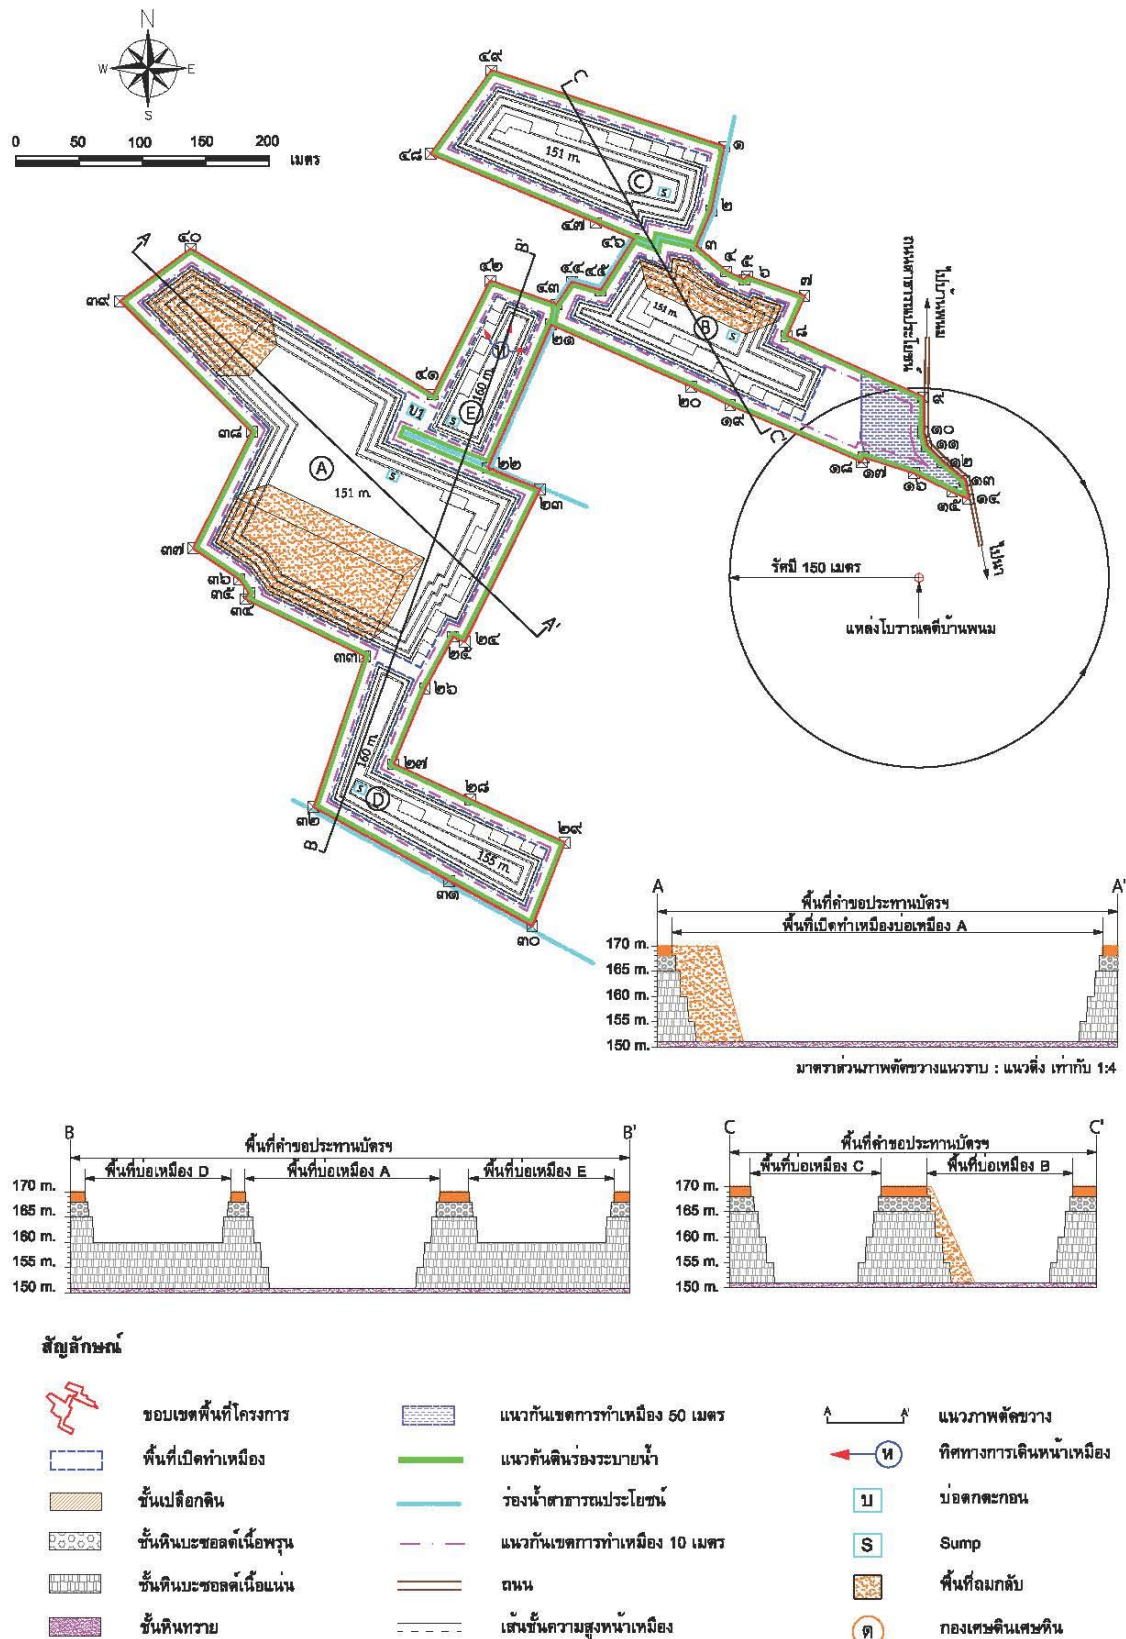 N
W E
S
0 50 100 150 200 เมตร
๔๙
C
๑
๔๘
151 m.
C
S
๒
๔๗
๔๖
๓
A
๔๐
B'
๔๒
๔๔
๔๕
๔
๕
๖
๗
๓๙
๔๓
๒๑
151 m.
B
S
๘
ถนนสาธารณประโยชน์
ไปบ้านพนม
ห
160 m.
E
๔๑
บ1
S
๒๐
๑๙
C'
๙
๑๐
๑๑
๑๒
๑๓
๑๔
๑๕
๑๖
๑๗
๑๘
๓๘
A
151 m.
S
๒๒
๒๓
ไปนา
รัศมี 150 เมตร
แหล่งโบราณคดีบ้านพนม
๓๗
๓๖
๓๕
๓๔
A'
๒๔
๒๕
๓๓
๒๖
160 m.
๒๗
S
D
๒๘
๓๒
B
๒๙
155 m.
๓๑
๓๐
A A'
พื้นที่คำขอประทานบัตรฯ
พื้นที่เปิดทำเหมืองบ่อเหมือง A
170 m.
165 m.
160 m.
155 m.
150 m.
มาตราส่วนภาพตัดขวางแนวราบ : แนวดิ่ง เท่ากับ 1:4
B B'
พื้นที่คำขอประทานบัตรฯ
พื้นที่บ่อเหมือง D พื้นที่บ่อเหมือง A พื้นที่บ่อเหมือง E
170 m.
165 m.
160 m.
155 m.
150 m.
C C'
พื้นที่คำขอประทานบัตรฯ
พื้นที่บ่อเหมือง C พื้นที่บ่อเหมือง B
170 m.
165 m.
160 m.
155 m.
150 m.
สัญลักษณ์
ขอบเขตพื้นที่โครงการ
พื้นที่เปิดทำเหมือง
ชั้นเปลือกดิน
ชั้นหินบะซอลต์เนื้อพรุน
ชั้นหินบะซอลต์เนื้อแน่น
ชั้นหินทราย
แนวกันเขตการทำเหมือง 50 เมตร
แนวคันดินร่องระบายน้ำ
ร่องน้ำสาธารณประโยชน์
แนวกันเขตการทำเหมือง 10 เมตร
ถนน
เส้นชั้นความสูงหน้าเหมือง
A A' แนวภาพตัดขวาง
ห ทิศทางการเดินหน้าเหมือง
บ บ่อดักตะกอน
S Sump
พื้นที่ถมกลับ
ด กองเศษดินเศษหิน